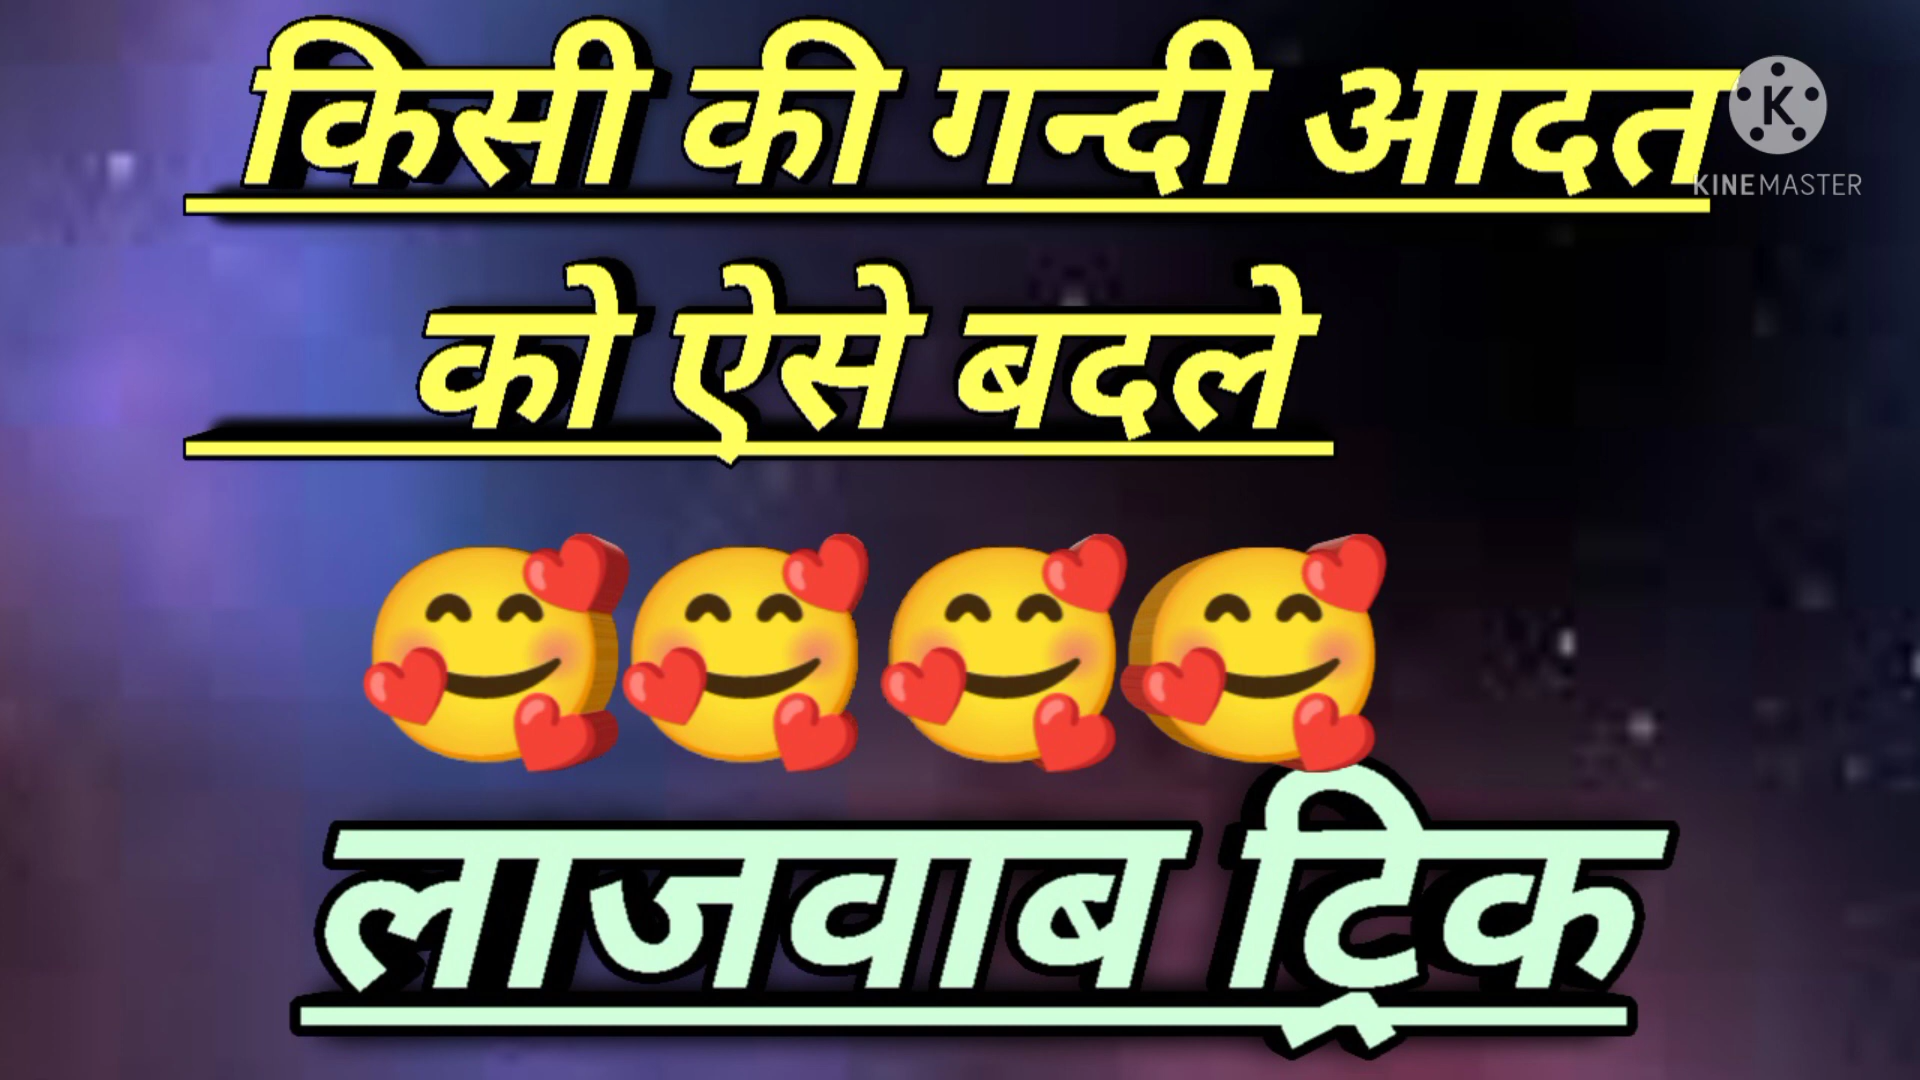 किसी की गन्दी आदत
KINEMASTER
को ऐसे बदले
लाजवाब ट्रिक